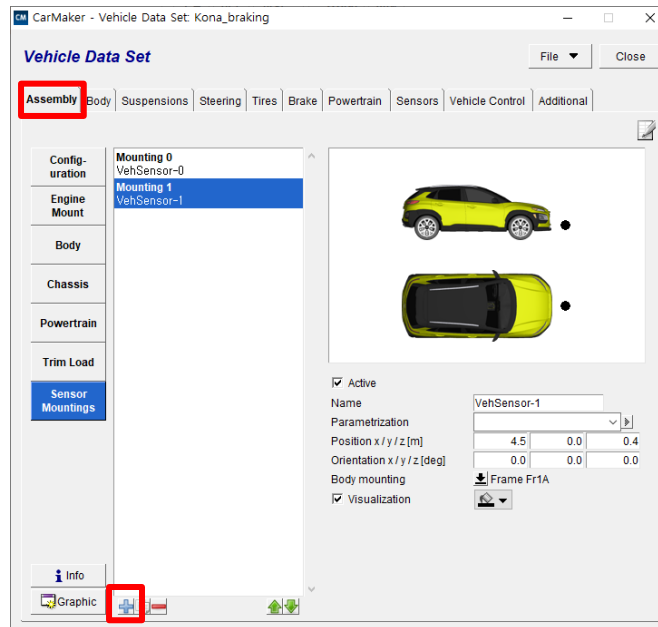 CM CarMaker - Vehicle Data Set: Kona_braking
Vehicle Data Set
File
Close
Assembly Body Suspensions Steering Tires Brake Powertrain Sensors Vehicle Control Additional
Config-
uration
Engine
Mount
Body
Chassis
Powertrain
Trim Load
Sensor
Mountings
i Info
Graphic
Mounting 0
VehSensor-0
Mounting 1
VehSensor-1
Active
Name VehSensor-1
Parametrization
Position x / y / z [m] 4.5 0.0 0.4
Orientation x / y / z [deg] 0.0 0.0 0.0
Body mounting Frame Fr1A
Visualization